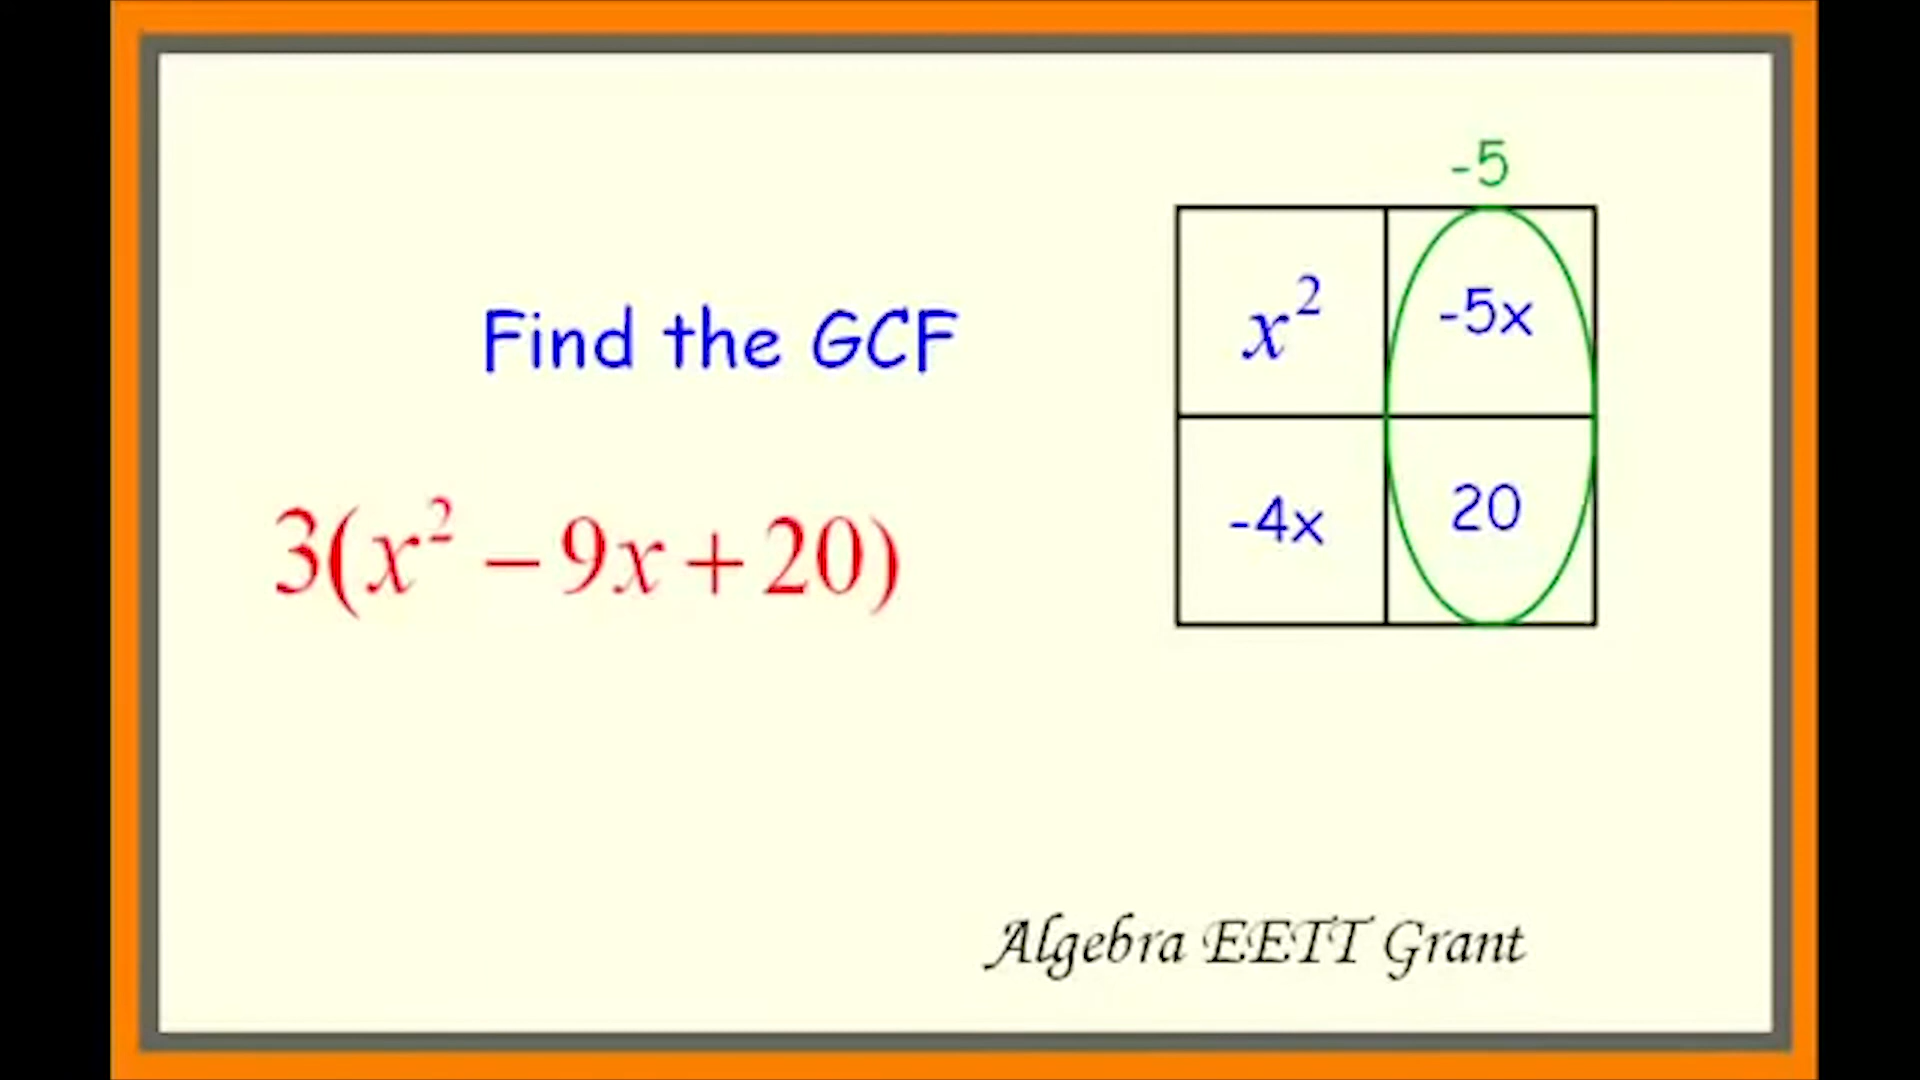 -5
x² -5x
Find the GCF
-4x 20
3(x² − 9x + 20)
Algebra EETT Grant